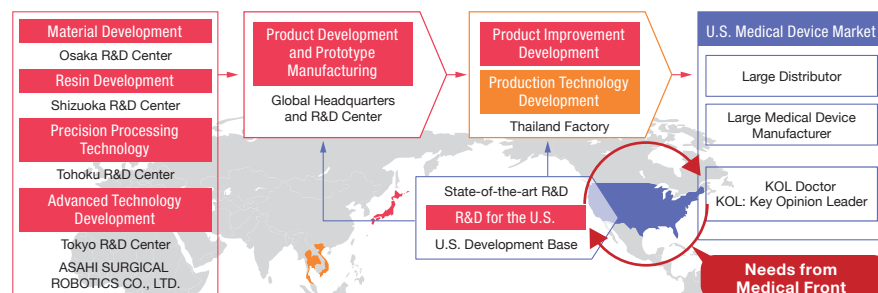 Material Development
Osaka R&D Center
Resin Development
Shizuoka R&D Center
Precision Processing
Technology
Tohoku R&D Center
Advanced Technology
Development
Tokyo R&D Center
ASAHI SURGICAL
ROBOTICS CO., LTD.
Product Development
and Prototype
Manufacturing
Global Headquarters
and R&D Center
Product Improvement
Development
Production Technology
Development
Thailand Factory
State-of-the-art R&D
R&D for the U.S.
U.S. Development Base
U.S. Medical Device Market
Large Distributor
Large Medical Device
Manufacturer
KOL Doctor
KOL: Key Opinion Leader
Needs from
Medical Front